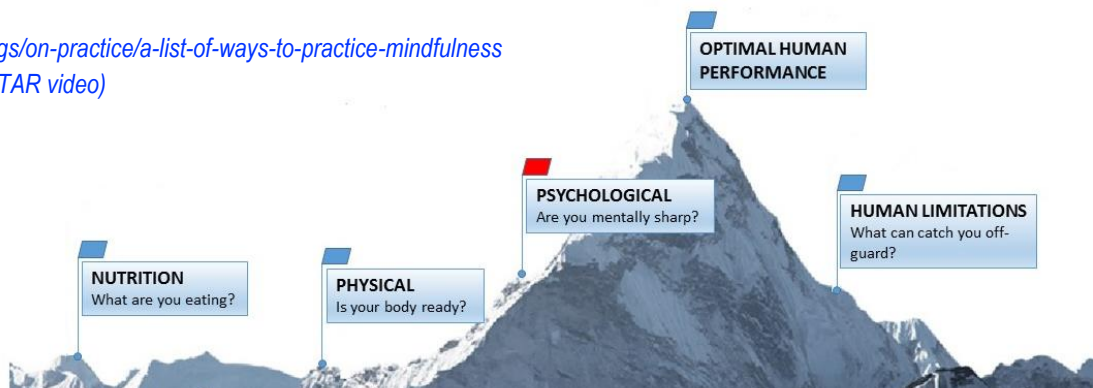 gs/on-practice/a-list-of-ways-to-practice-mindfulness
TAR video)
OPTIMAL HUMAN
PERFORMANCE
PSYCHOLOGICAL
Are you mentally sharp?
HUMAN LIMITATIONS
What can catch you off-
guard?
NUTRITION
What are you eating?
PHYSICAL
Is your body ready?